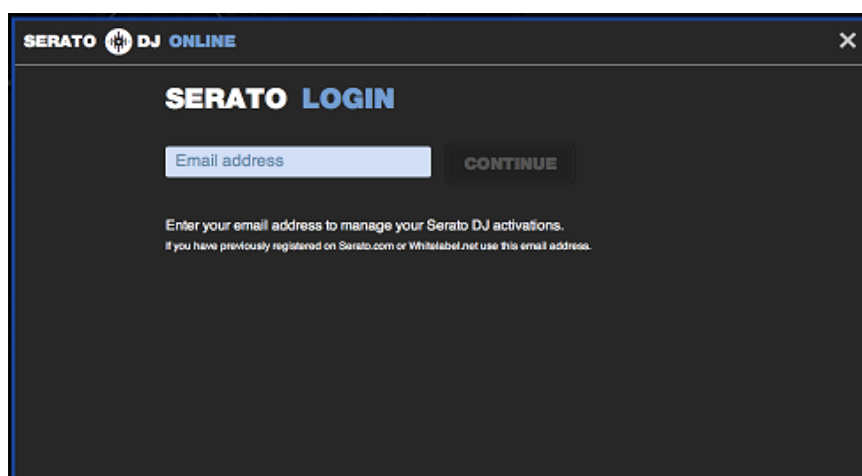 SERATO DJ ONLINE
SERATO LOGIN
Email address
CONTINUE
Enter your email address to manage your Serato DJ activations.
If you have previously registered on Serato.com or Whitelabel.net use this email address.